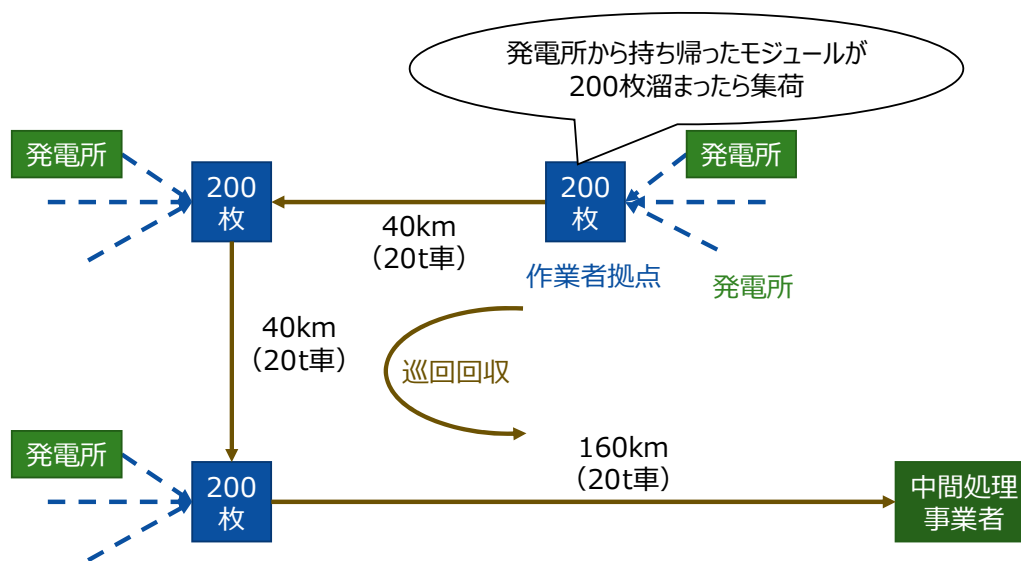 発電所から持ち帰ったモジュールが
200枚溜まったら集荷
発電所
200
枚
40km
（20t車）
200
枚
発電所
作業者拠点
発電所
40km
（20t車）
巡回回収
発電所
200
枚
160km
（20t車）
中間処理
事業者